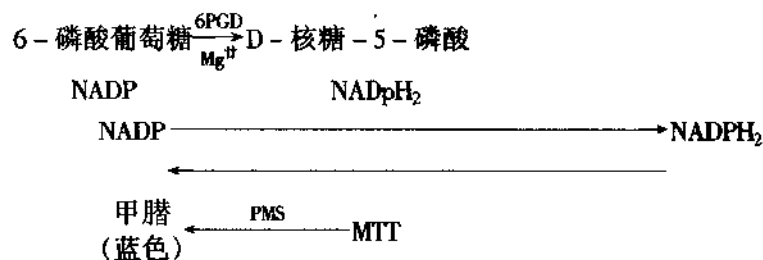 6PGD
6-磷酸葡萄糖 D-核糖-5-磷酸
Mg⁺⁺
NADP NADpH₂
NADP NADPH₂
甲腊 PMS MTT
(蓝色)